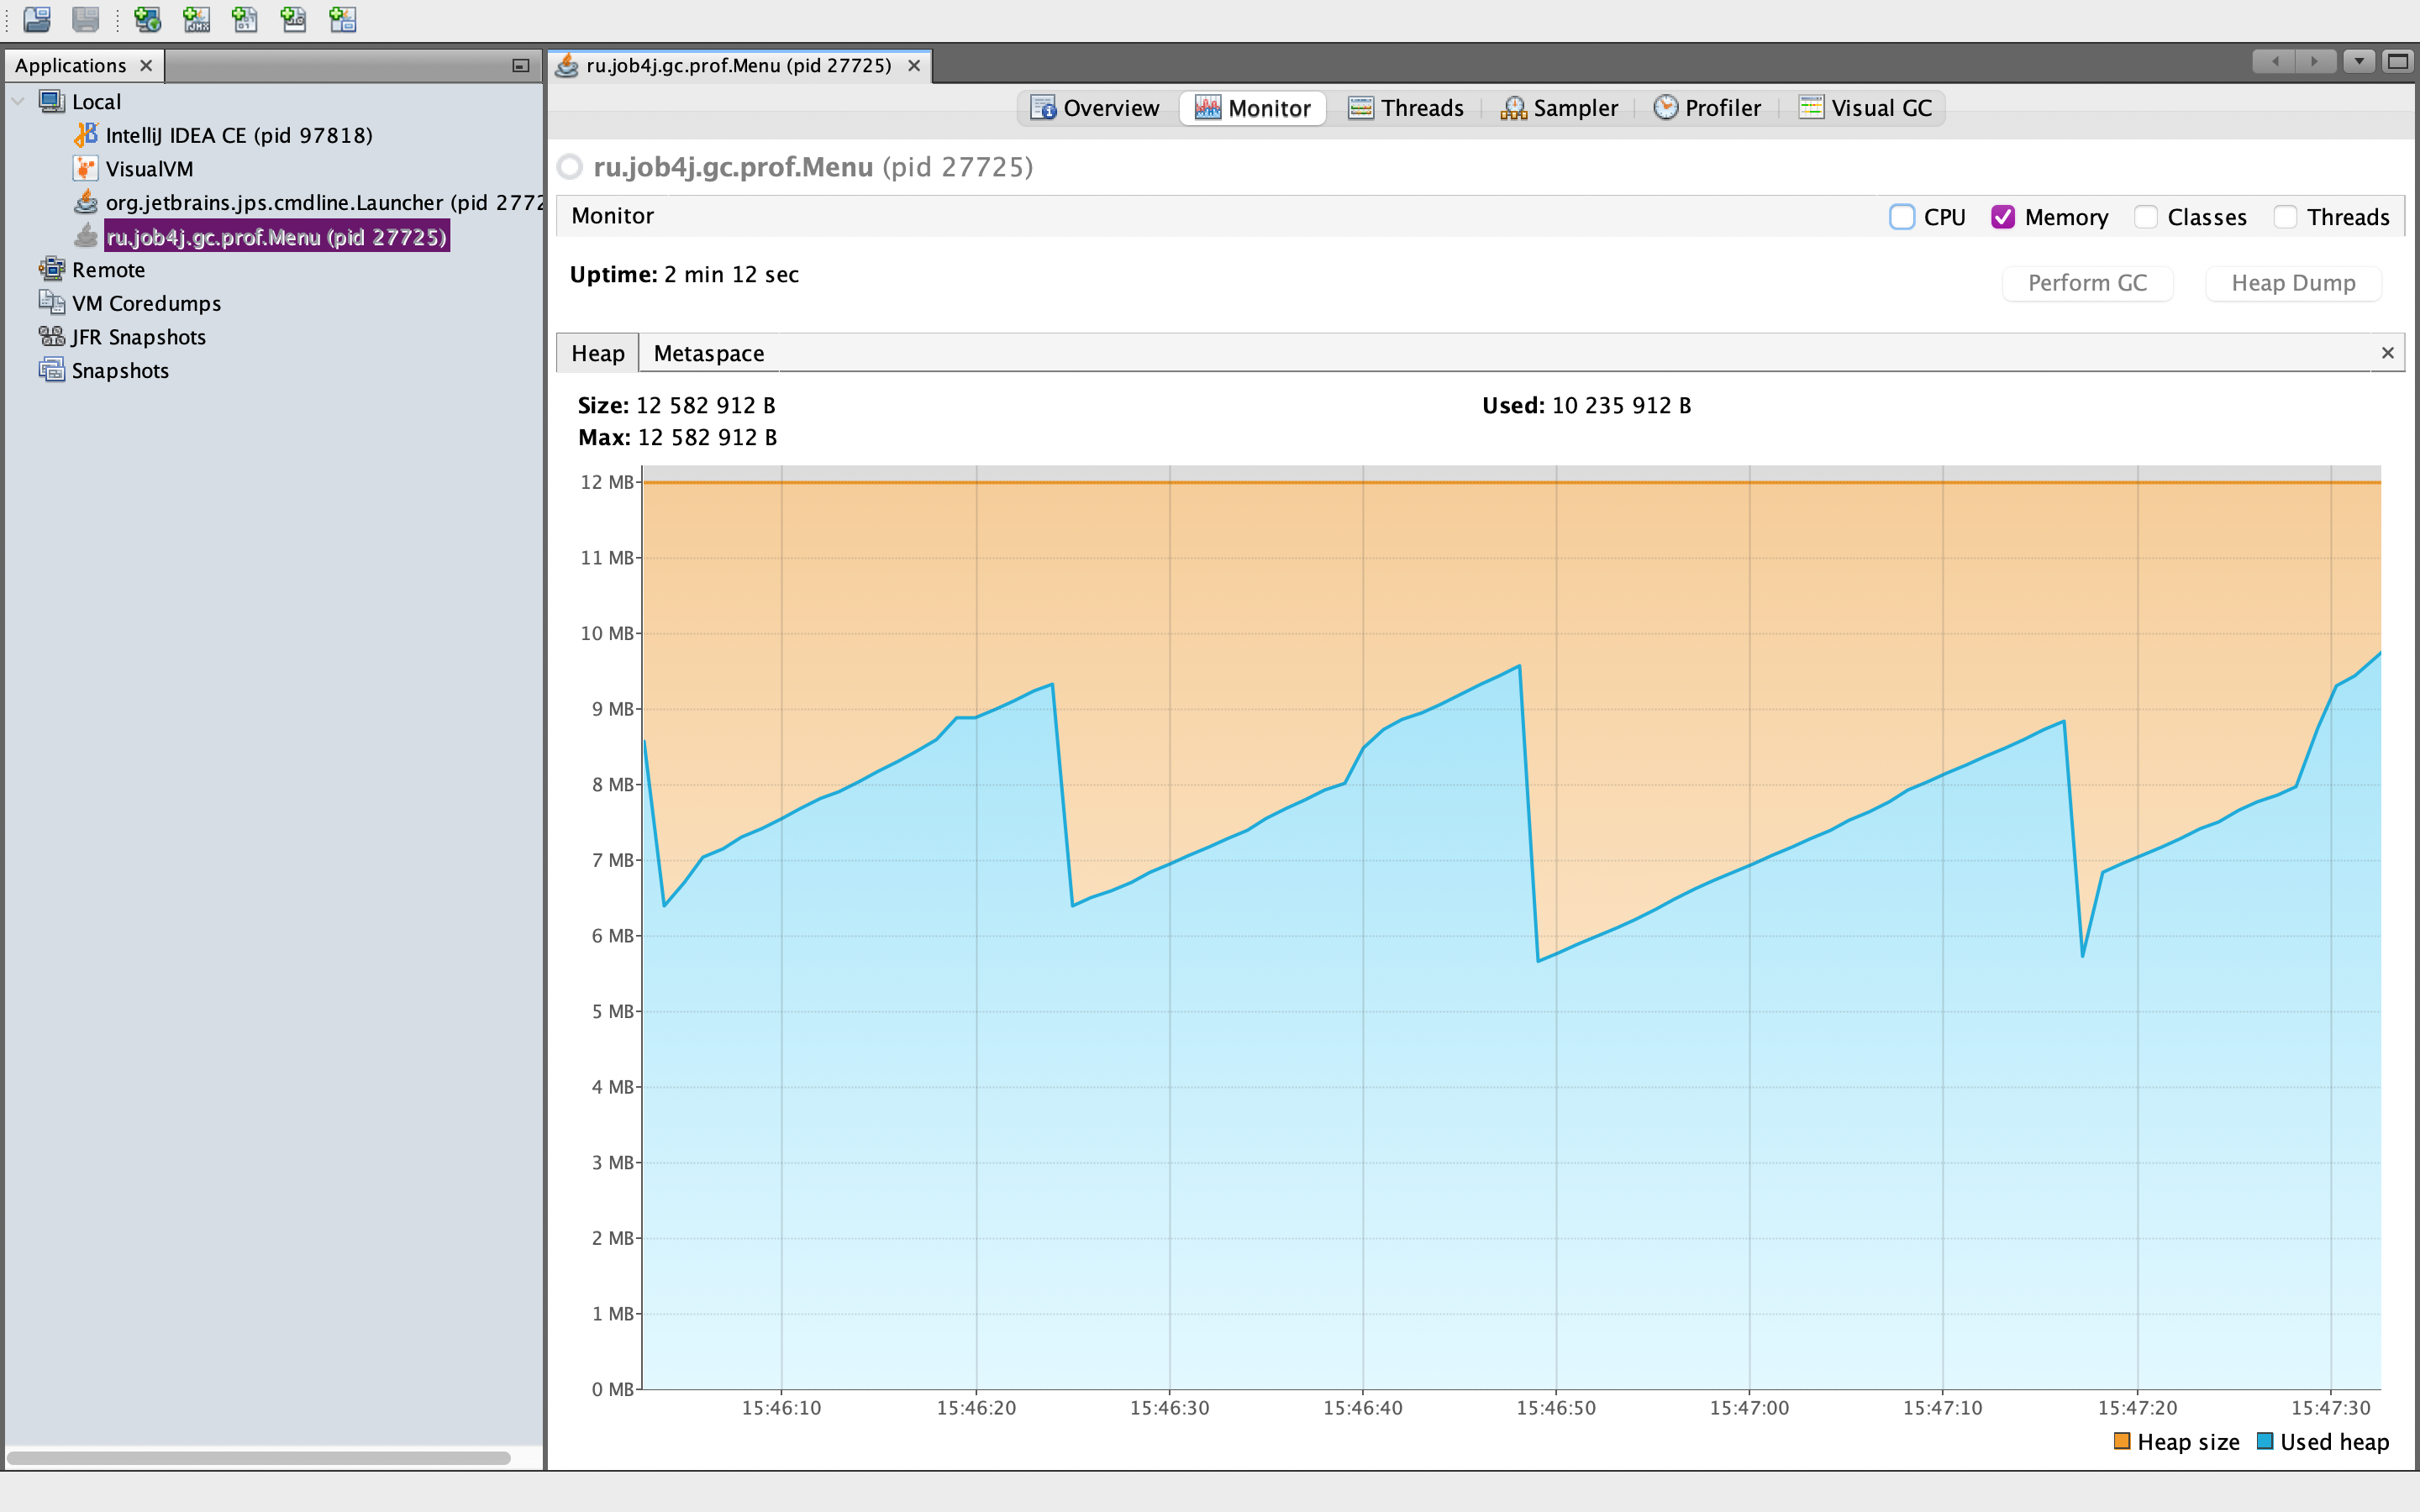 Applications
ru.job4j.gc.prof.Menu (pid 27725)
Local
IntelliJ IDEA CE (pid 97818)
VisualVM
org.jetbrains.jps.cmdline.Launcher (pid 2772
ru.job4j.gc.prof.Menu (pid 27725)
Remote
VM Coredumps
JFR Snapshots
Snapshots
Overview Monitor Threads Sampler Profiler Visual GC
ru.job4j.gc.prof.Menu (pid 27725)
Monitor CPU Memory Classes Threads
Uptime: 2 min 12 sec
Perform GC Heap Dump
Heap Metaspace
Size: 12 582 912 B Used: 10 235 912 B
Max: 12 582 912 B
12 MB
11 MB
10 MB
9 MB
8 MB
7 MB
6 MB
5 MB
4 MB
3 MB
2 MB
1 MB
0 MB
15:46:10 15:46:20 15:46:30 15:46:40 15:46:50 15:47:00 15:47:10 15:47:20 15:47:30
Heap size Used heap